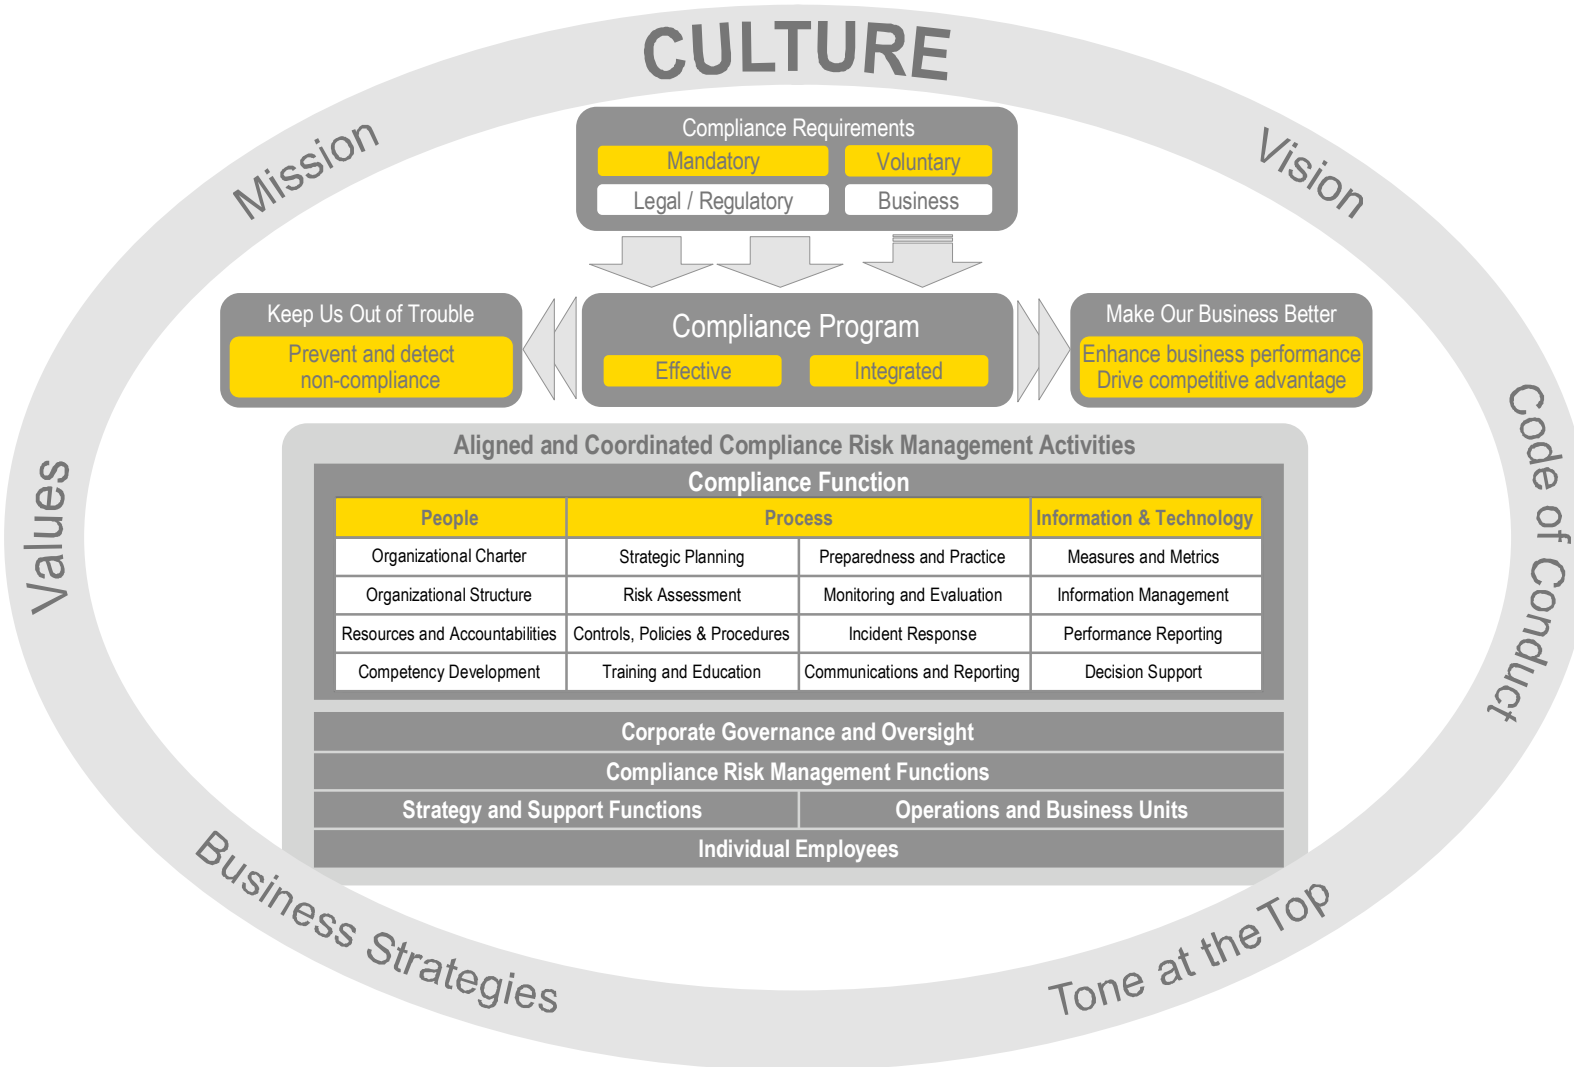 CULTURE
Mission
Vision
Values
Code of Conduct
Business Strategies
Tone at the Top
Compliance Requirements
Mandatory
Voluntary
Legal / Regulatory
Business
Keep Us Out of Trouble
Prevent and detect
non-compliance
Compliance Program
Effective
Integrated
Make Our Business Better
Enhance business performance
Drive competitive advantage
Aligned and Coordinated Compliance Risk Management Activities
Compliance Function
People
Process
Information & Technology
Organizational Charter
Strategic Planning
Preparedness and Practice
Measures and Metrics
Organizational Structure
Risk Assessment
Monitoring and Evaluation
Information Management
Resources and Accountabilities
Controls, Policies & Procedures
Incident Response
Performance Reporting
Competency Development
Training and Education
Communications and Reporting
Decision Support
Corporate Governance and Oversight
Compliance Risk Management Functions
Strategy and Support Functions
Operations and Business Units
Individual Employees